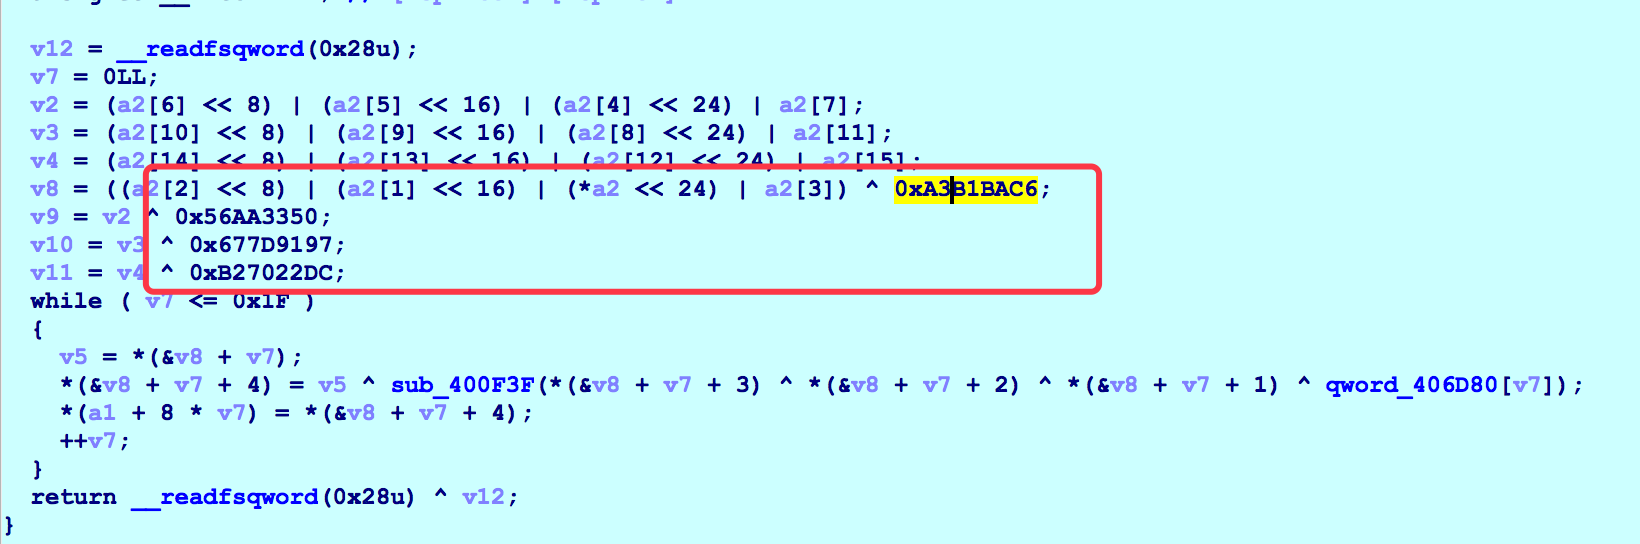 v12 = __readfsqword(0x28u);
v7 = 0LL;
v2 = (a2[6] << 8) | (a2[5] << 16) | (a2[4] << 24) | a2[7];
v3 = (a2[10] << 8) | (a2[9] << 16) | (a2[8] << 24) | a2[11];
v4 = (a2[14] << 8) | (a2[13] << 16) | (a2[12] << 24) | a2[15];
v8 = ((a2[2] << 8) | (a2[1] << 16) | (*a2 << 24) | a2[3]) ^ 0xA3B1BAC6;
v9 = v2 ^ 0x56AA3350;
v10 = v3 ^ 0x677D9197;
v11 = v4 ^ 0xB27022DC;
while ( v7 <= 0x1F )
{
v5 = *(&v8 + v7);
*(&v8 + v7 + 4) = v5 ^ sub_400F3F(*(&v8 + v7 + 3) ^ *(&v8 + v7 + 2) ^ *(&v8 + v7 + 1) ^ qword_406D80[v7]);
*(a1 + 8 * v7) = *(&v8 + v7 + 4);
++v7;
}
return __readfsqword(0x28u) ^ v12;
}